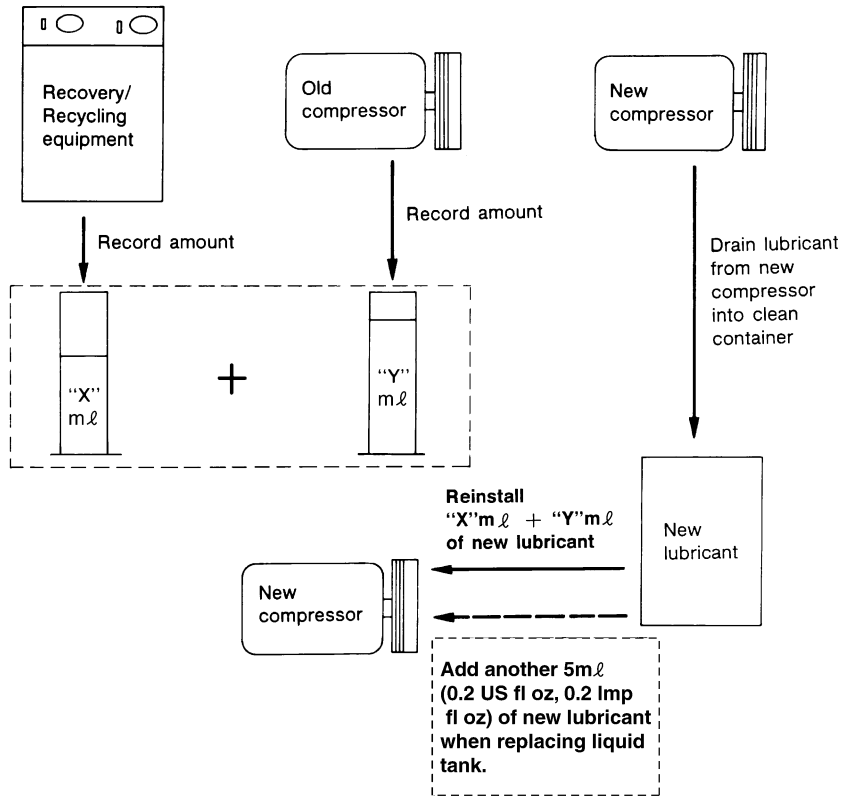 Recovery/
Recycling
equipment
Old
compressor
New
compressor
Record amount
Record amount
Drain lubricant
from new
compressor
into clean
container
“X”
mℓ
+
“Y”
mℓ
Reinstall
“X”mℓ + “Y”mℓ
of new lubricant
New
lubricant
New
compressor
Add another 5mℓ
(0.2 US fl oz, 0.2 Imp
fl oz) of new lubricant
when replacing liquid
tank.